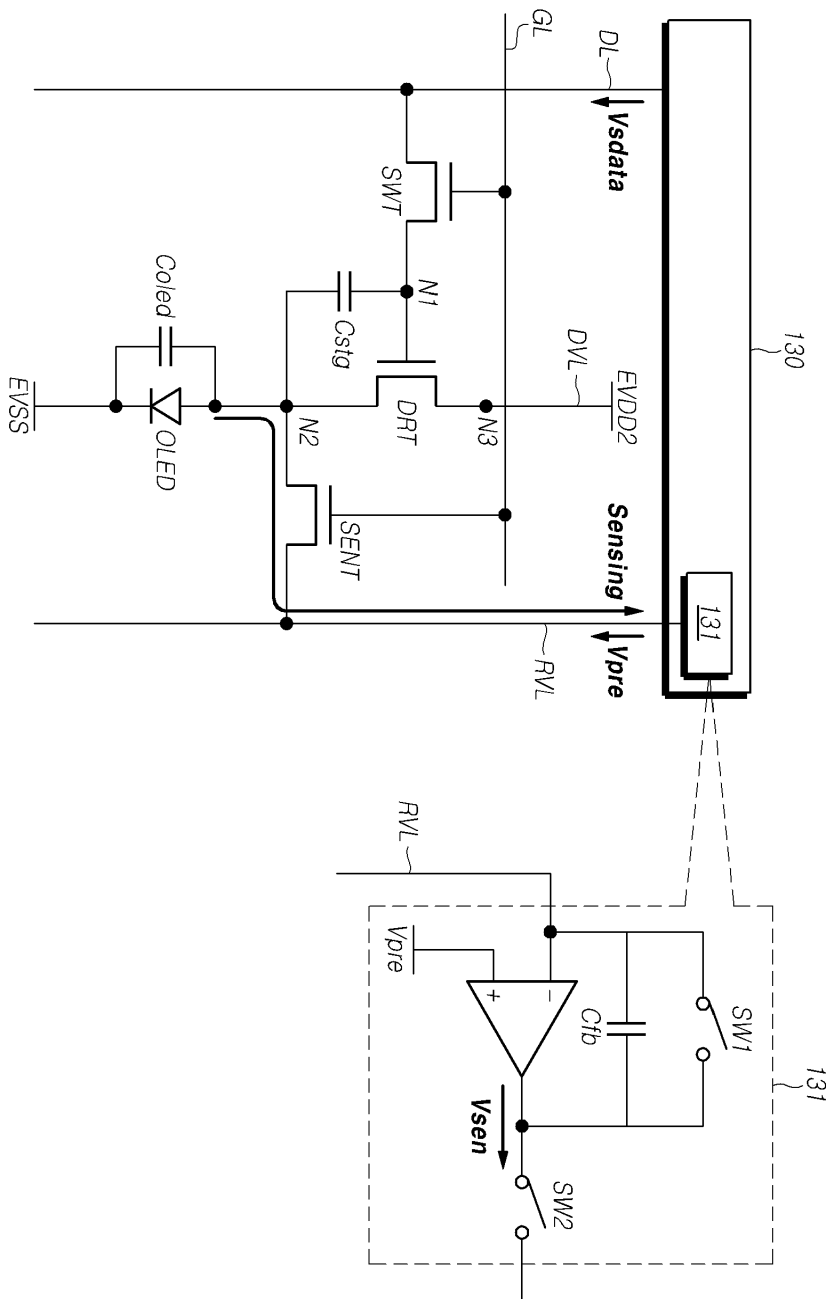 130
131
DL
Vsdata
Sensing
Vpre
RVL
GL
EVDD2
DVL
N3
SWT
N1
DRT
SENT
Cstg
N2
Coled
OLED
EVSS
131
SW1
Cfb
RVL
Vpre
−
+
Vsen
SW2